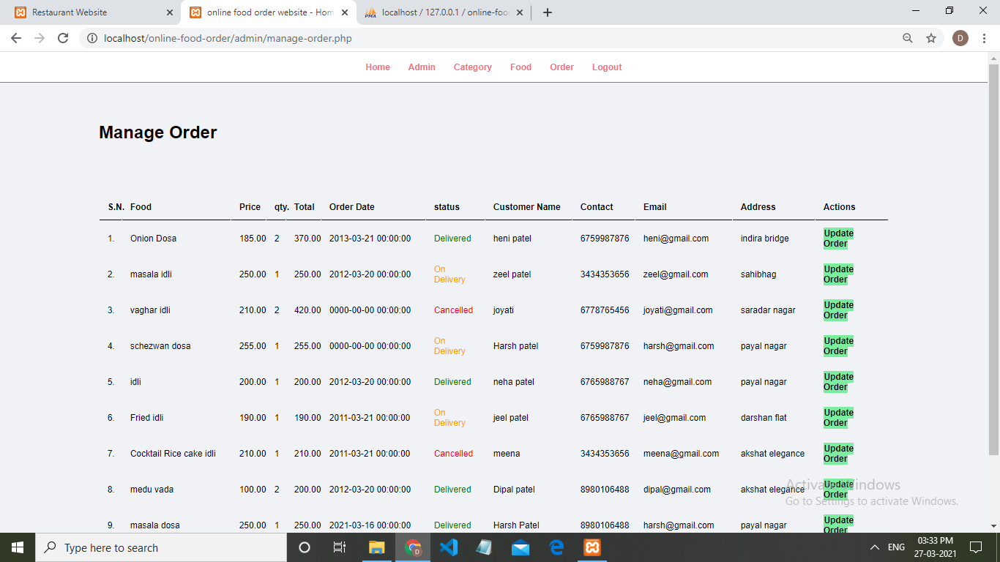 Restaurant Website
online food order website - Hom
localhost / 127.0.0.1 / online-foo
localhost/online-food-order/admin/manage-order.php
D
Home Admin Category Food Order Logout
Manage Order
S.N. Food Price qty. Total Order Date status Customer Name Contact Email Address Actions
1. Onion Dosa 185.00 2 370.00 2013-03-21 00:00:00 Delivered heni patel 6759987876 heni@gmail.com indira bridge Update Order
2. masala idli 250.00 1 250.00 2012-03-20 00:00:00 On Delivery zeel patel 3434353656 zeel@gmail.com sahibhag Update Order
3. vaghar idli 210.00 2 420.00 0000-00-00 00:00:00 Cancelled joyati 6778765456 joyati@gmail.com saradar nagar Update Order
4. schezwan dosa 255.00 1 255.00 0000-00-00 00:00:00 On Delivery Harsh patel 6759987876 harsh@gmail.com payal nagar Update Order
5. idli 200.00 1 200.00 2012-03-20 00:00:00 Delivered neha patel 6765988767 neha@gmail.com payal nagar Update Order
6. Fried idli 190.00 1 190.00 2011-03-21 00:00:00 On Delivery jeel patel 6765988767 jeel@gmail.com darshan flat Update Order
7. Cocktail Rice cake idli 210.00 1 210.00 2011-03-21 00:00:00 Cancelled meena 3434353656 meena@gmail.com akshat elegance Update Order
8. medu vada 100.00 2 200.00 2012-03-20 00:00:00 Delivered Dipal patel 8980106488 dipal@gmail.com akshat elegance Update Order
9. masala dosa 250.00 1 250.00 2021-03-16 00:00:00 Delivered Harsh Patel 8980106488 harsh@gmail.com payal nagar Update Order
Activate Windows
Go to Settings to activate Windows.
Type here to search
ENG
03:33 PM
27-03-2021